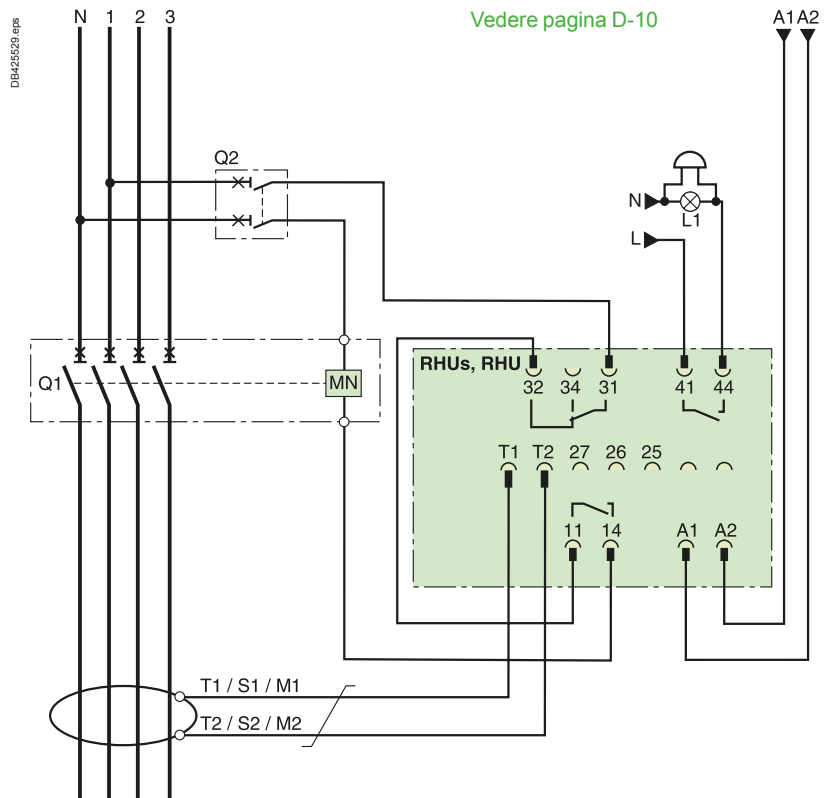 N 1 2 3
Vedere pagina D-10
A1 A2
DB425529.eps
Q2
N
L1
L
RHUs, RHU
32 34 31 41 44
Q1
MN
T1 T2 27 26 25
11 14 A1 A2
T1 / S1 / M1
T2 / S2 / M2